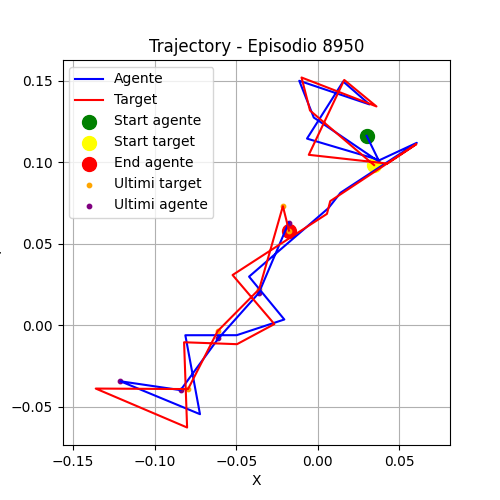 Trajectory - Episodio 8950
Agente
Target
Start agente
Start target
End agente
Ultimi target
Ultimi agente
0.15
0.10
0.05
0.00
−0.05
−0.15
−0.10
−0.05
0.00
0.05
X